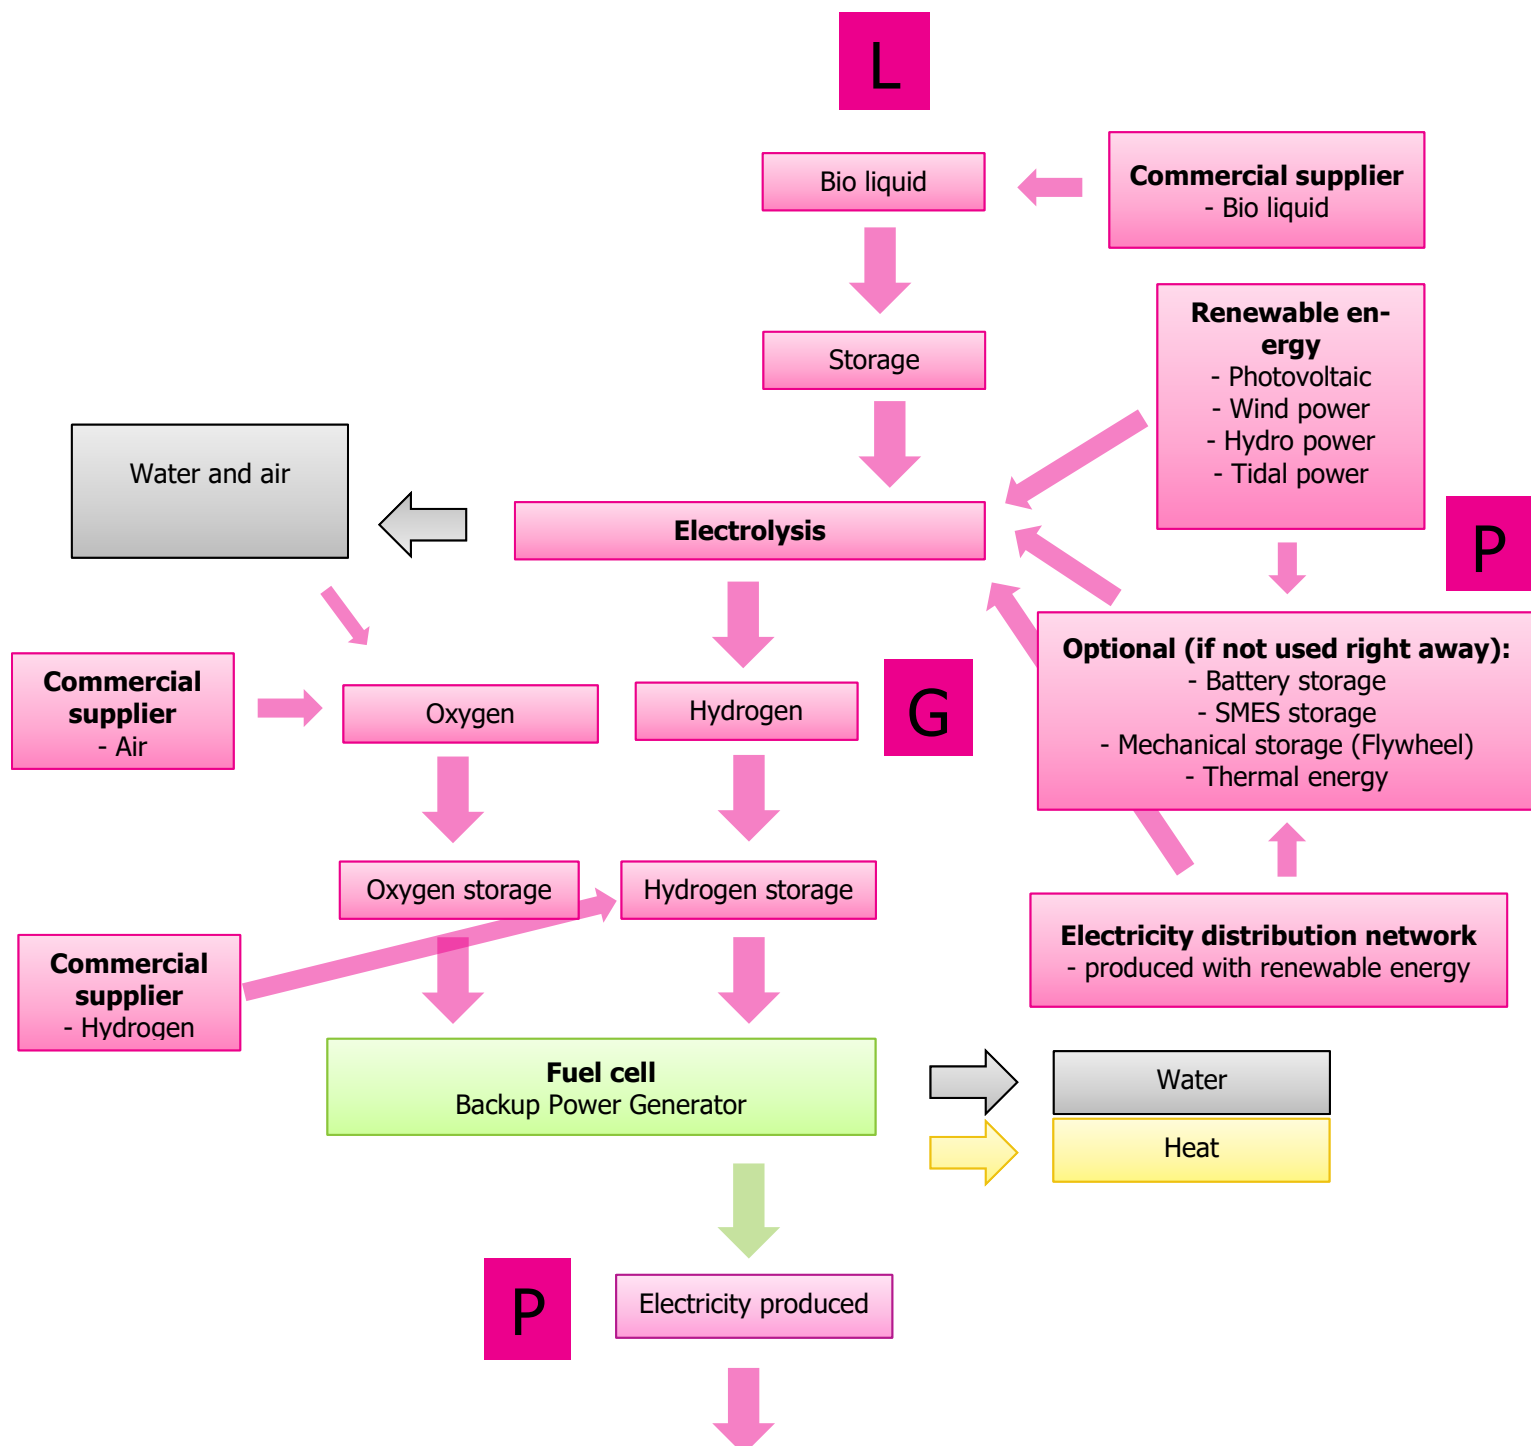 L
Bio liquid
Commercial supplier
- Bio liquid
Storage
Renewable en-
ergy
- Photovoltaic
- Wind power
- Hydro power
- Tidal power
Water and air
Electrolysis
P
Optional (if not used right away):
- Battery storage
- SMES storage
- Mechanical storage (Flywheel)
- Thermal energy
Commercial
supplier
- Air
Oxygen
Hydrogen
G
Oxygen storage
Hydrogen storage
Electricity distribution network
- produced with renewable energy
Commercial
supplier
- Hydrogen
Fuel cell
Backup Power Generator
Water
Heat
P
Electricity produced